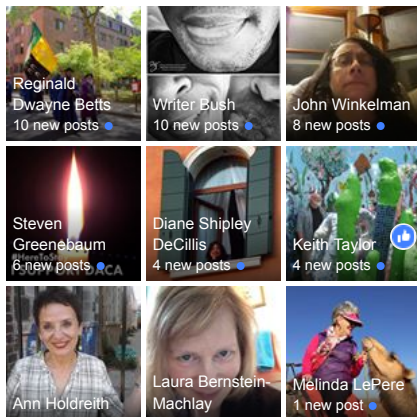 Reginald
Dwayne Betts
10 new posts
Writer Bush
10 new posts
John Winkelman
8 new posts
Steven
Greenebaum
6 new posts
Diane Shipley
DeCillis
4 new posts
Keith Taylor
4 new posts
Ann Holdreith
Laura Bernstein-
Machlay
Melinda LePere
1 new post